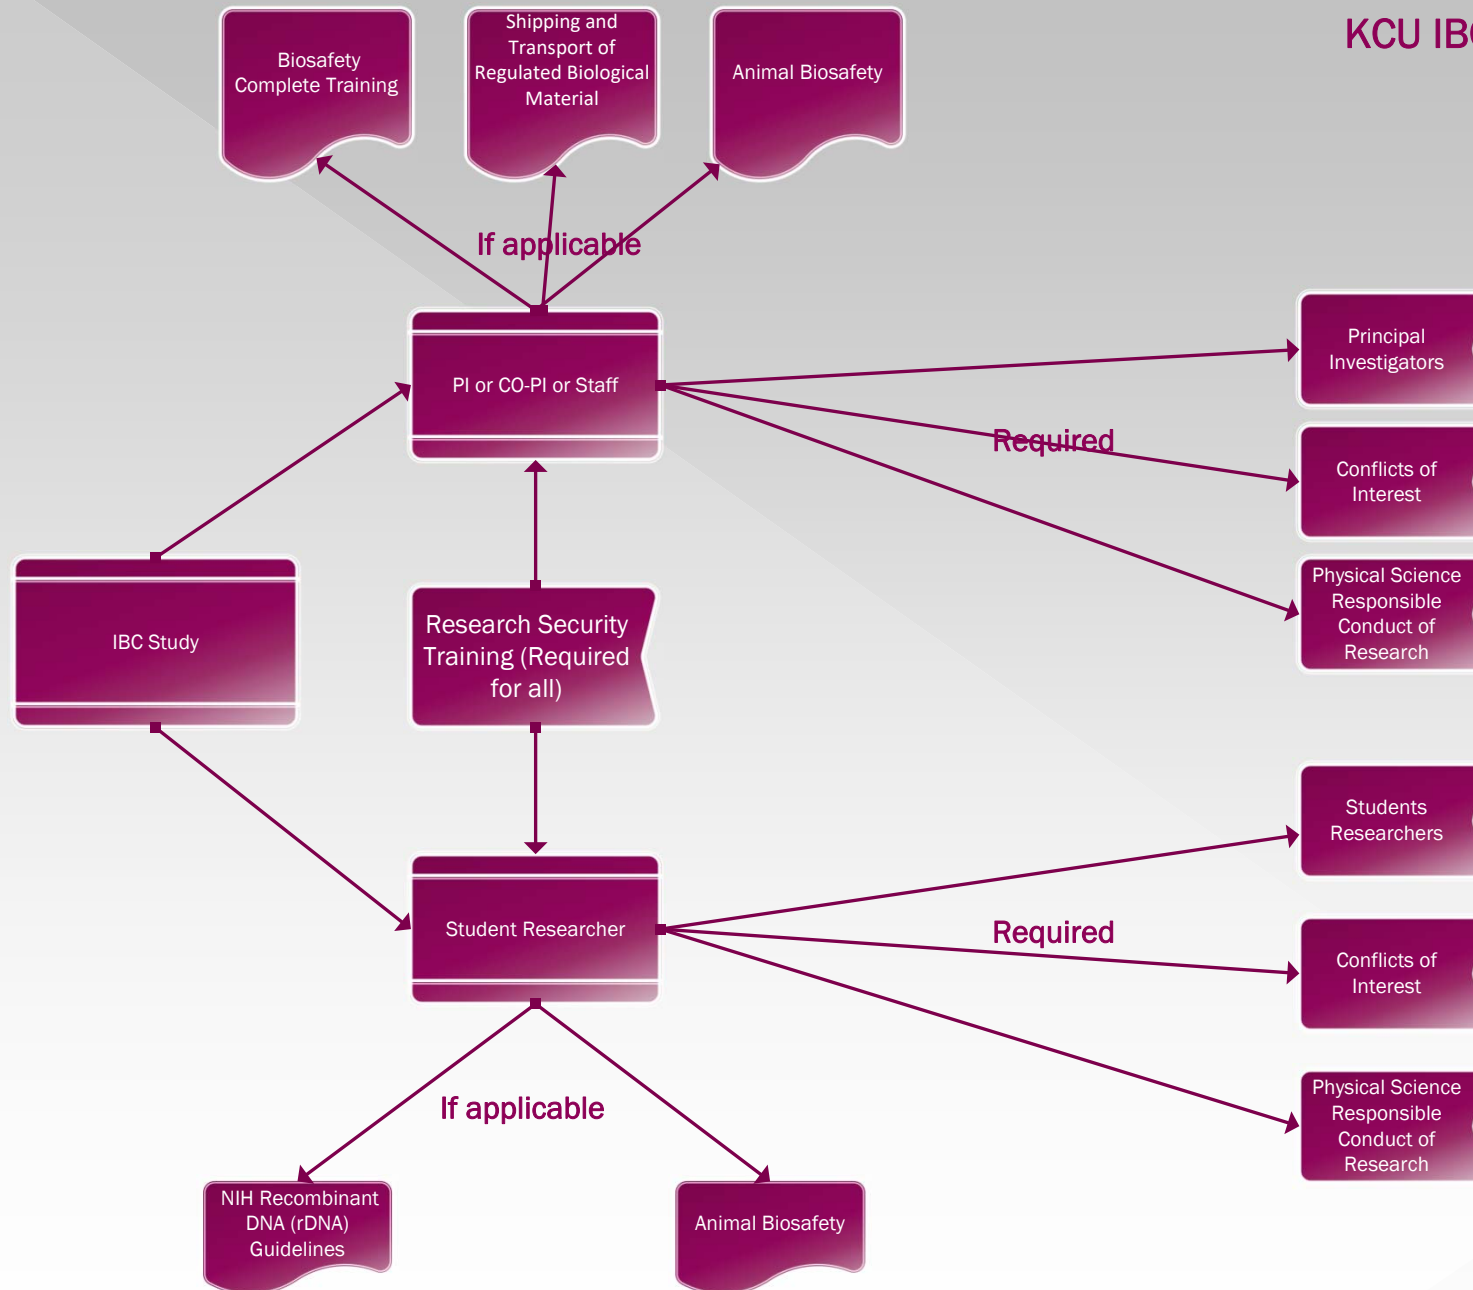 KCU IBC
Biosafety
Complete Training
Shipping and
Transport of
Regulated Biological
Material
Animal Biosafety
If applicable
PI or CO-PI or Staff
Principal
Investigators
Required
Conflicts of
Interest
Physical Science
Responsible
Conduct of
Research
IBC Study
Research Security
Training (Required
for all)
Students
Researchers
Student Researcher
Required
Conflicts of
Interest
If applicable
Physical Science
Responsible
Conduct of
Research
NIH Recombinant
DNA (rDNA)
Guidelines
Animal Biosafety